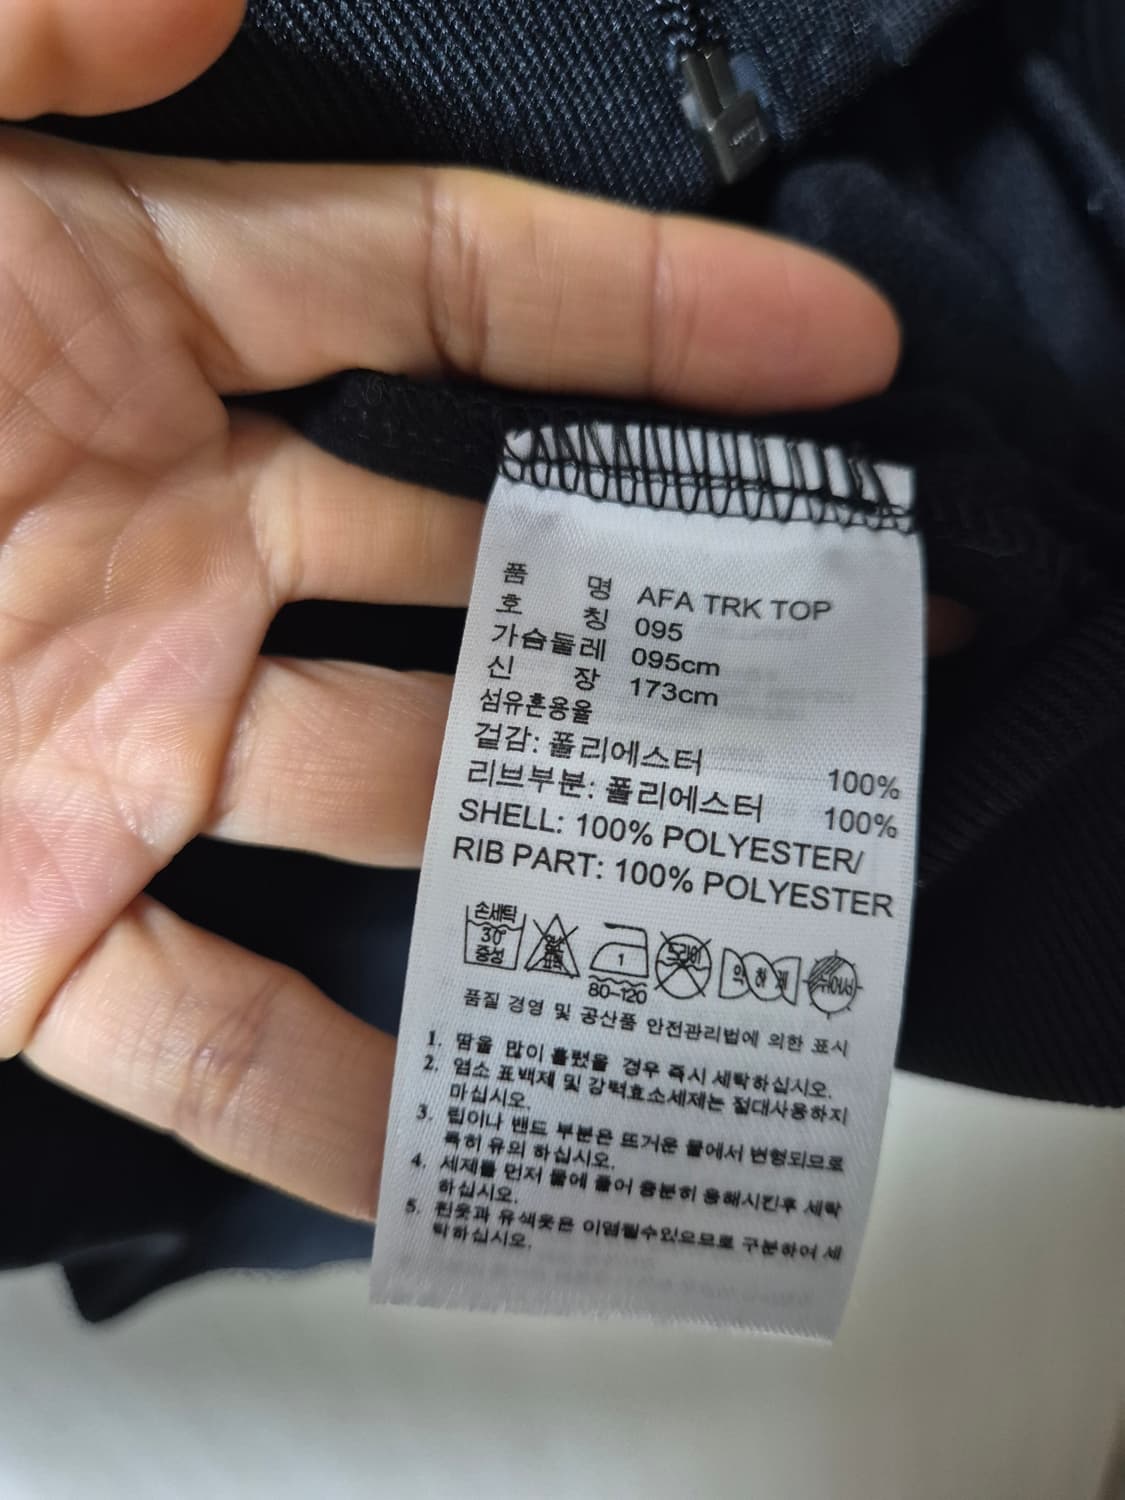 품 명 AFA TRK TOP
호 칭 095
가슴둘레 095cm
신 장 173cm
섬유혼용율
겉감: 폴리에스터 100%
리브부분: 폴리에스터 100%
SHELL: 100% POLYESTER/
RIB PART: 100% POLYESTER
손세탁 30° 중성 1 80~120 드라이 약하게
품질 경영 및 공산품 안전관리법에 의한 표시
1. 땀을 많이 흘렸을 경우 즉시 세탁하십시오.
2. 염소 표백제 및 강력효소세제는 절대사용하지
마십시오.
3. 립이나 밴드 부분은 뜨거운 물에서 변형되므로
특히 유의 하십시오.
4. 세제를 먼저 물에 풀어 충분히 용해시킨후 세탁
하십시오.
5. 흰옷과 유색옷은 이염될수있으므로 구분하여 세
탁하십시오.